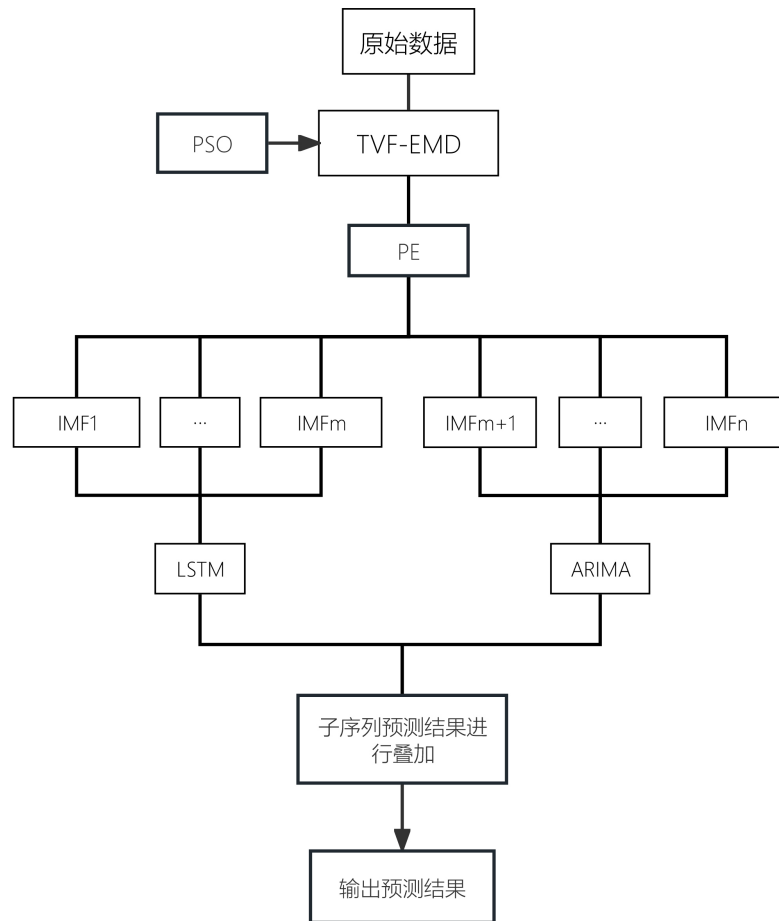 原始数据
PSO
TVF-EMD
PE
IMF1
...
IMFm
IMFm+1
...
IMFn
LSTM
ARIMA
子序列预测结果进
行叠加
输出预测结果